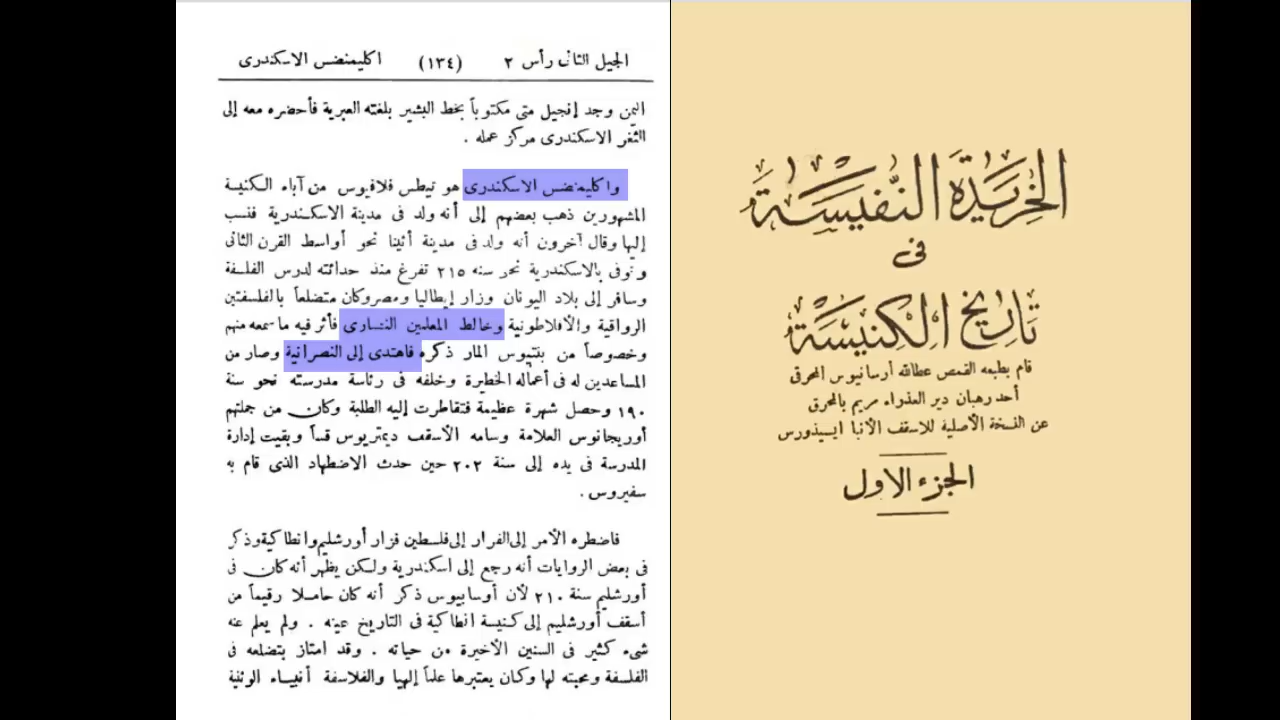 الجيل الثانى رأس ٢ (١٣٤) اكليمنضس الاسكندرى
اليمن وجد إنجيل متى مكتوباً بخط البشير بلغته العبرية فأحضره معه إلى
الثغر الاسكندرى مركز عمله .
واكليمنضس الاسكندرى هو تيطس فلافيوس من آباء الكنيسة
المشهورين ذهب بعضهم إلى أنه ولد فى مدينة الاسكندرية فنسب
إليها وقال آخرون أنه ولد فى مدينة أثينا نحو أواسط القرن الثانى
وتوفى بالاسكندرية نحو سنه ٢١٥ تفرغ منذ حداثته لدرس الفلسفة
وسافر إلى بلاد اليونان وزار إيطاليا ومصر وكان متضلعاً بالفلسفتين
الرواقية والأفلاطونية وخالط المعلمين النصارى فأثر فيه ما سمعه منهم
وخصوصاً من بنتينوس المار ذكره فاهتدى إلى النصرانية وصار من
المساعدين له فى أعماله الخطيرة وخلفه فى رئاسة مدرسته نحو سنة
١٩٠ وحصل شهرة عظيمة فتقاطرت إليه الطلبة وكان من جملتهم
أوريجانوس العلامة وسامه الأسقف ديمتريوس قساً وبقيت إدارة
المدرسة فى يده إلى سنة ٢٠٢ حين حدث الاضطهاد الذى قام به
سفيروس .
فاضطره الأمر إلى الفرار إلى فلسطين فزار أورشليم وانطاكية وذكر
فى بعض الروايات أنه رجع إلى اسكندرية ولكن يظهر أنه كان فى
أورشليم سنة ٢١٠ لأن أوسابيوس ذكر أنه كان حاملا رقيماً من
أسقف أورشليم إلى كنيسة انطاكية فى التاريخ عينه . ولم يعلم عنه
شىء كثير فى السنين الأخيرة من حياته . وقد امتاز بتضلعه فى
الفلسفة ومحبته لها وكان يعتبرها علماً إلهيا والفلاسفة أنبياء الوثنية
الخريدة النفيسة
فى
تاريخ الكنيسة
قام بطبعه القمص عطاالله أرسانيوس المحرقى
أحد رهبان دير العذراء مريم بالمحرق
عن النسخة الأصلية للاسقف الأنبا ايسيذورس
الجزء الاول